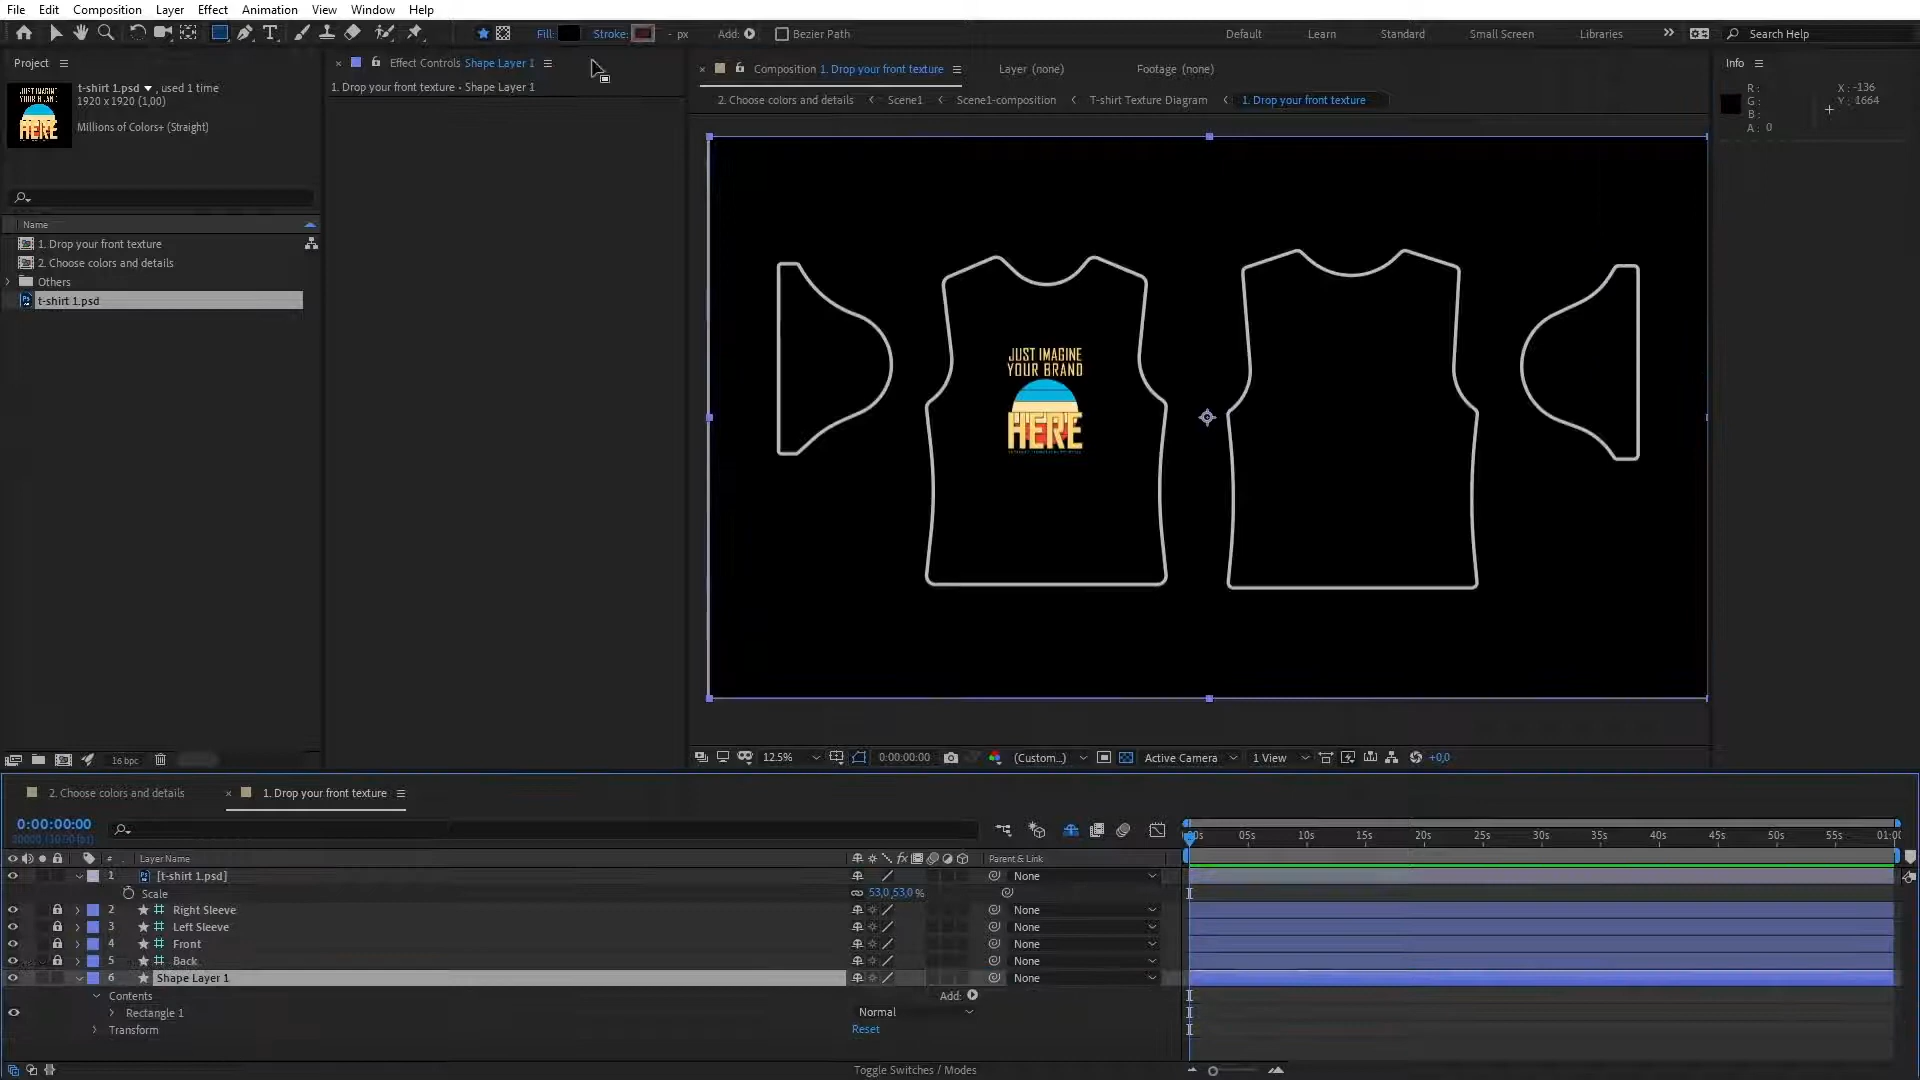 File Edit Composition Layer Effect Animation View Window Help
Fill: Stroke: - px Add: Bezier Path Default Learn Standard Small Screen Libraries Search Help
Project
t-shirt 1.psd , used 1 time
1920 x 1920 (1,00)
Millions of Colors+ (Straight)
Name
1. Drop your front texture
2. Choose colors and details
Others
t-shirt 1.psd
16 bpc
Effect Controls Shape Layer 1
1. Drop your front texture • Shape Layer 1
Composition 1. Drop your front texture Layer (none) Footage (none)
2. Choose colors and details Scene1 Scene1-composition T-shirt Texture Diagram 1. Drop your front texture
JUST IMAGINE
YOUR BRAND
HERE
12.5% 0:00:00:00 (Custom...) Active Camera 1 View +0,0
Info
R :
G :
B :
A : 0
X : -136
Y : 1664
2. Choose colors and details 1. Drop your front texture
0:00:00:00
# Layer Name Parent & Link
1 [t-shirt 1.psd] None
Scale 53,0,53,0 %
2 Right Sleeve None
3 Left Sleeve None
4 Front None
5 Back None
6 Shape Layer 1 None
Contents Add:
Rectangle 1 Normal
Transform Reset
Toggle Switches / Modes
05s 10s 15s 20s 25s 30s 35s 40s 45s 50s 55s